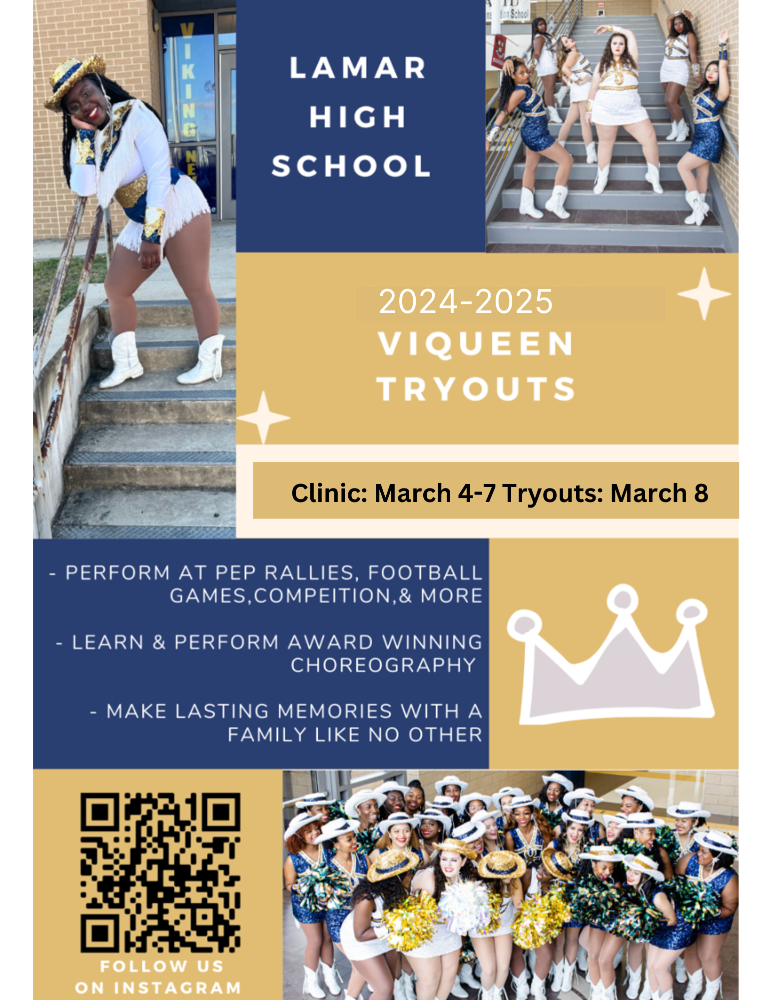 LAMAR
HIGH
SCHOOL
VIKING
2024-2025
VIQUEEN
TRYOUTS
Clinic: March 4-7 Tryouts: March 8
- PERFORM AT PEP RALLIES, FOOTBALL
GAMES,COMPEITION,& MORE
- LEARN & PERFORM AWARD WINNING
CHOREOGRAPHY
- MAKE LASTING MEMORIES WITH A
FAMILY LIKE NO OTHER
FOLLOW US
ON INSTAGRAM